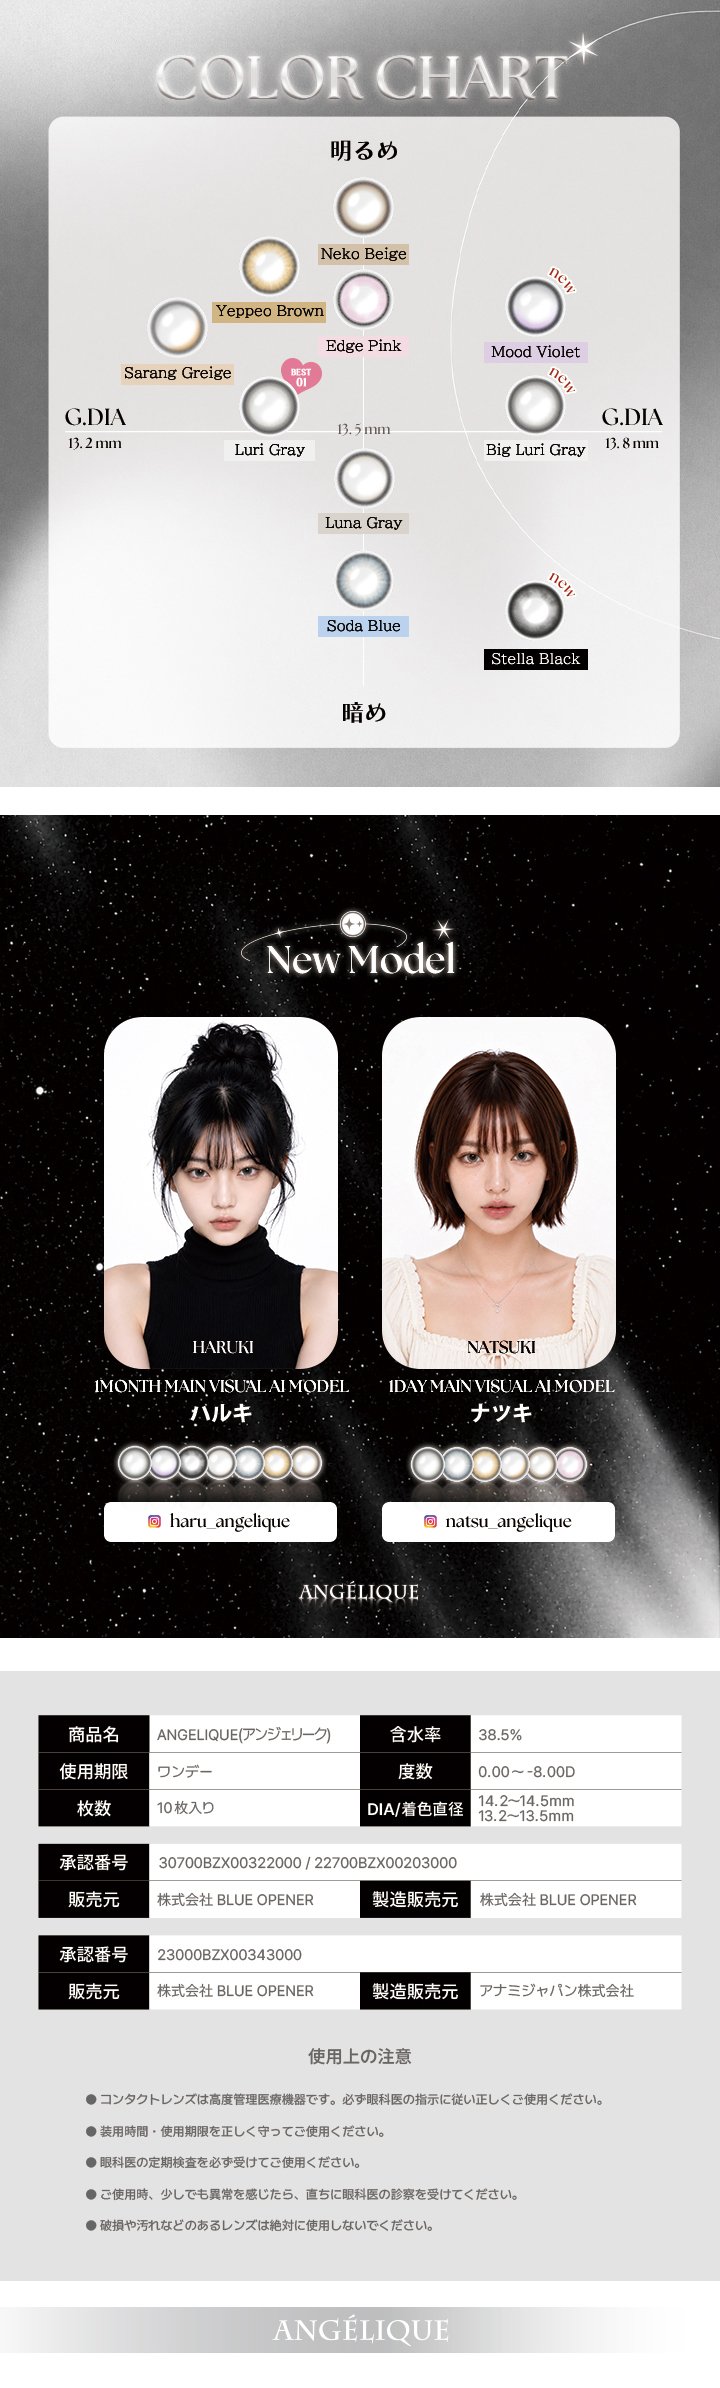 COLOR CHART
明るめ
Neko Beige
Yeppeo Brown
new
Edge Pink
Mood Violet
Sarang Greige
BEST
01
new
G.DIA
13.2 mm
13.5 mm
G.DIA
13.8 mm
Luri Gray
Big Luri Gray
Luna Gray
new
Soda Blue
Stella Black
暗め
New Model
HARUKI
NATSUKI
1MONTH MAIN VISUAL AI MODEL
ハルキ
1DAY MAIN VISUAL AI MODEL
ナツキ
haru_angelique
natsu_angelique
ANGÉLIQUE
商品名 ANGELIQUE(アンジェリーク) 含水率 38.5%
使用期限 ワンデー 度数 0.00～-8.00D
枚数 10枚入り DIA/着色直径 14.2～14.5mm
13.2～13.5mm
承認番号 30700BZX00322000 / 22700BZX00203000
販売元 株式会社 BLUE OPENER 製造販売元 株式会社 BLUE OPENER
承認番号 23000BZX00343000
販売元 株式会社 BLUE OPENER 製造販売元 アナミジャパン株式会社
使用上の注意
● コンタクトレンズは高度管理医療機器です。必ず眼科医の指示に従い正しくご使用ください。
● 装用時間・使用期限を正しく守ってご使用ください。
● 眼科医の定期検査を必ず受けてご使用ください。
● ご使用時、少しでも異常を感じたら、直ちに眼科医の診察を受けてください。
● 破損や汚れなどのあるレンズは絶対に使用しないでください。
ANGÉLIQUE